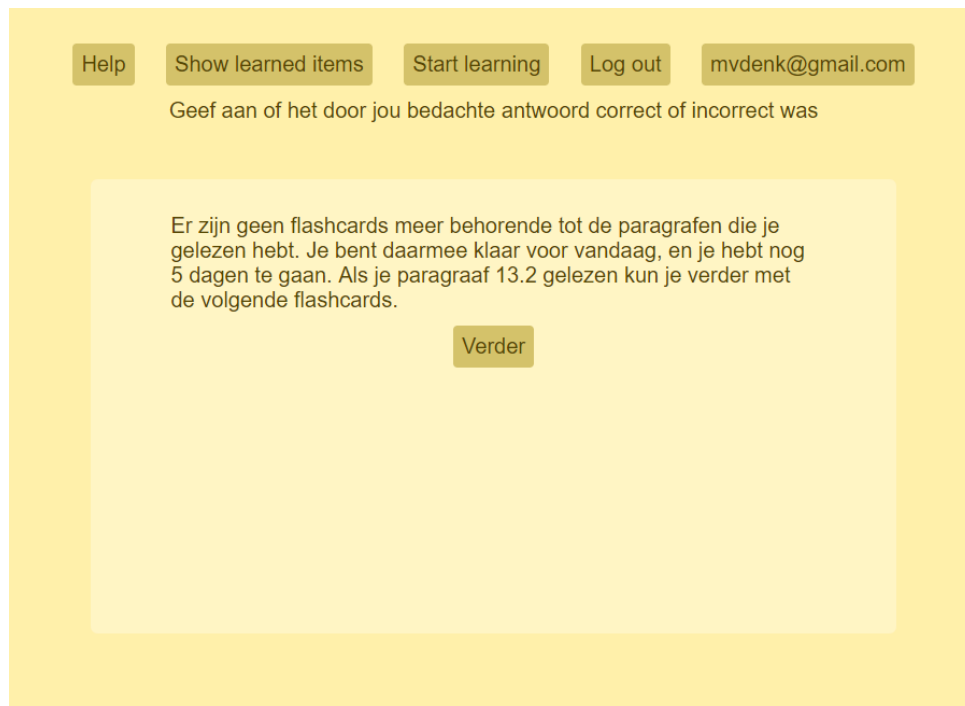 Help Show learned items Start learning Log out mvdenk@gmail.com
Geef aan of het door jou bedachte antwoord correct of incorrect was
Er zijn geen flashcards meer behorende tot de paragrafen die je
gelezen hebt. Je bent daarmee klaar voor vandaag, en je hebt nog
5 dagen te gaan. Als je paragraaf 13.2 gelezen kun je verder met
de volgende flashcards.
Verder